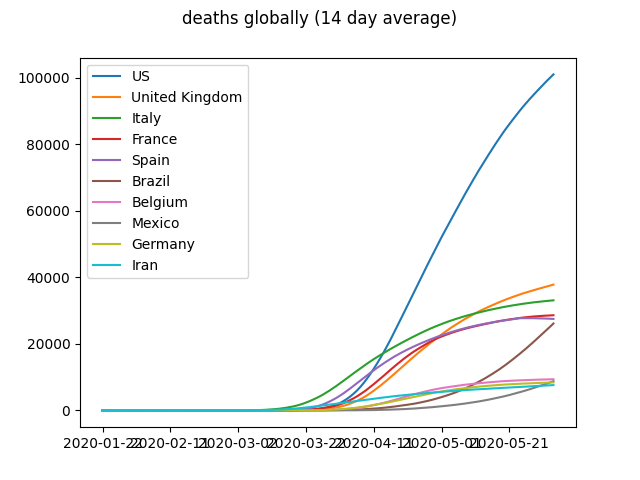 deaths globally (14 day average)
100000
80000
60000
40000
20000
0
US
United Kingdom
Italy
France
Spain
Brazil
Belgium
Mexico
Germany
Iran
2020-01-22 2020-02-11 2020-03-02 2020-03-22 2020-04-11 2020-05-01 2020-05-21